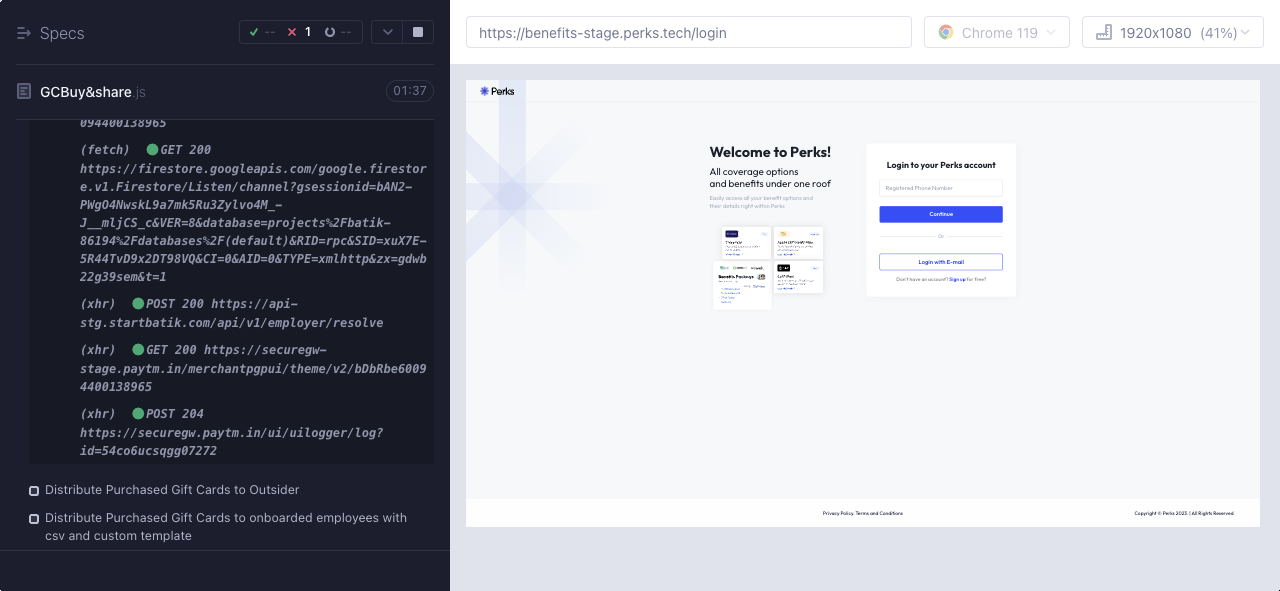 Specs
--
1
--
GCBuy&share.js
01:37
094400138965
(fetch) GET 200
https://firestore.googleapis.com/google.firestor
e.v1.Firestore/Listen/channel?gsessionid=bAN2-
PWgO4NwskL9a7mk5Ru3Zylvo4M_-
J__mljCS_c&VER=8&database=projects%2Fbatik-
86194%2Fdatabases%2F(default)&RID=rpc&SID=xuX7E-
5R44TvD9x2DT98VQ&CI=0&AID=0&TYPE=xmlhttp&zx=gdwb
22g39sem&t=1
(xhr) POST 200 https://api-
stg.startbatik.com/api/v1/employer/resolve
(xhr) GET 200 https://securegw-
stage.paytm.in/merchantpgpui/theme/v2/bDbRbe6009
4400138965
(xhr) POST 204
https://securegw.paytm.in/ui/uilogger/log?
id=54co6ucsqgg07272
Distribute Purchased Gift Cards to Outsider
Distribute Purchased Gift Cards to onboarded employees with
csv and custom template
https://benefits-stage.perks.tech/login
Chrome 119
1920x1080 (41%)
Perks
Welcome to Perks!
All coverage options
and benefits under one roof
Easily access all your benefit options and
their details right within Perks
Benefits Packages
Login to your Perks account
Registered Phone Number
Continue
Or
Login with E-mail
Don't have an account? Sign up for free?
Privacy Policy. Terms and Conditions
Copyright © Perks 2023. | All Rights Reserved